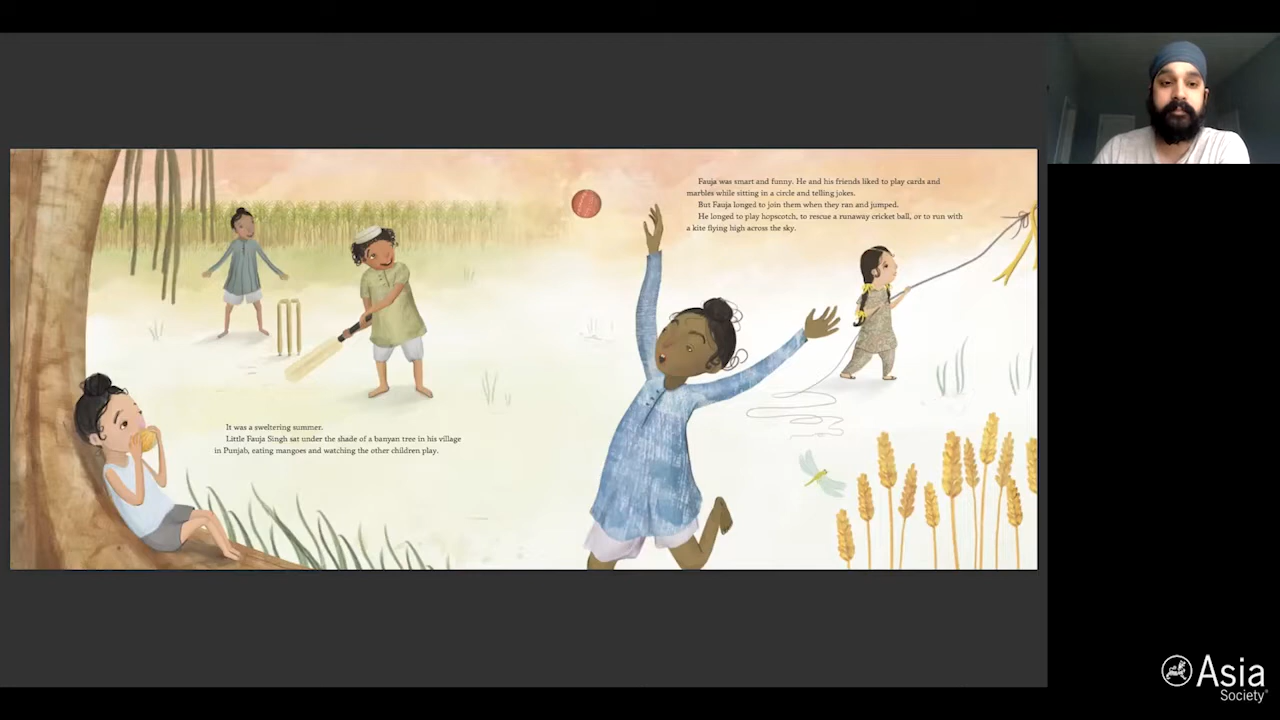 It was a sweltering summer.
Little Fauja Singh sat under the shade of a banyan tree in his village
in Punjab, eating mangoes and watching the other children play.
Fauja was smart and funny. He and his friends liked to play cards and
marbles while sitting in a circle and telling jokes.
But Fauja longed to join them when they ran and jumped.
He longed to play hopscotch, to rescue a runaway cricket ball, or to run with
a kite flying high across the sky.
Asia
Society